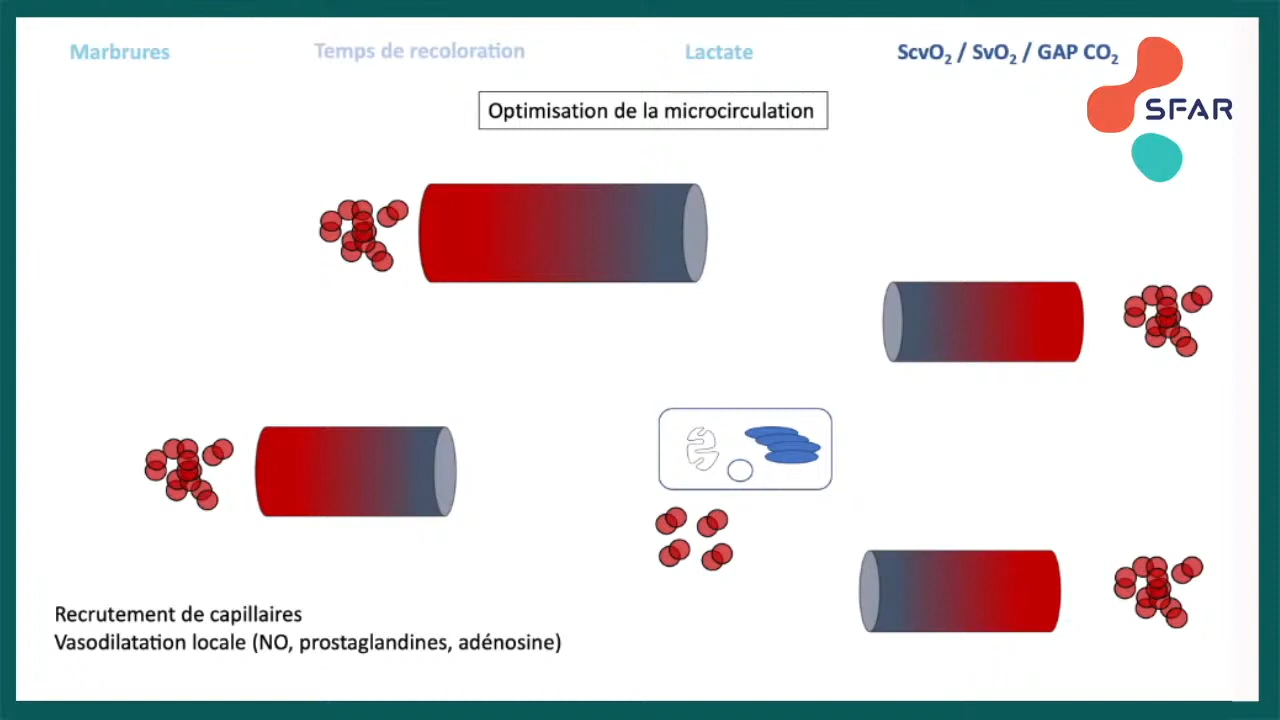 Marbrures
Temps de recoloration
Lactate
ScvO₂ / SvO₂ / GAP CO₂
SFAR
Optimisation de la microcirculation
Recrutement de capillaires
Vasodilatation locale (NO, prostaglandines, adénosine)